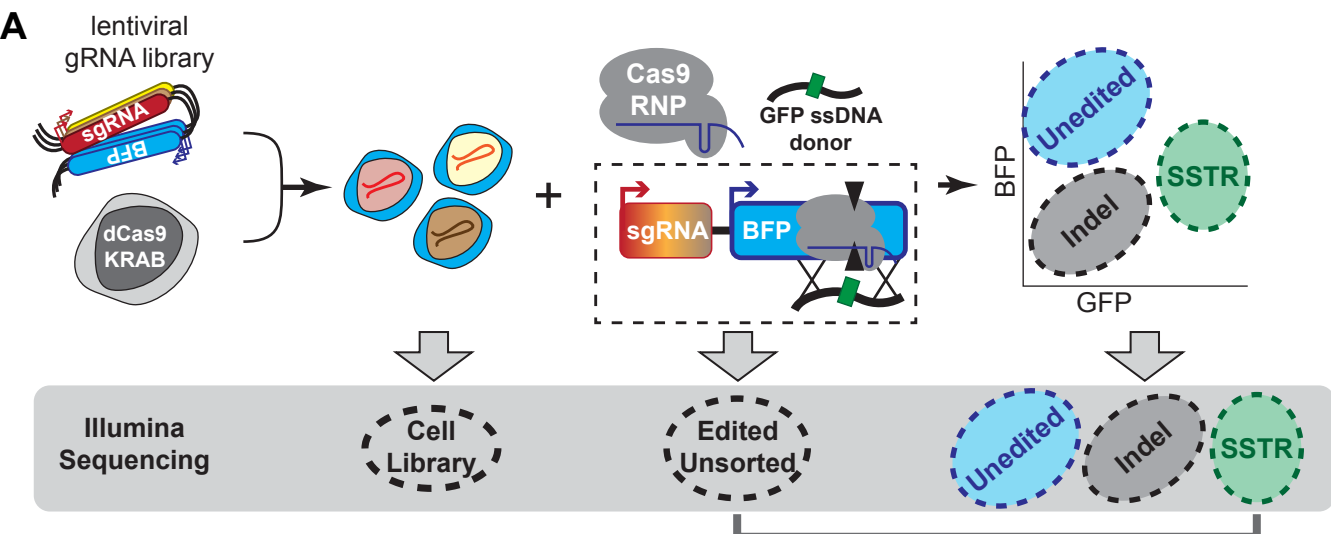 A
lentiviral
gRNA library
sgRNA
BFP
dCas9
KRAB
+
Cas9
RNP
GFP ssDNA
donor
sgRNA
BFP
BFP
Unedited
SSTR
Indel
GFP
Illumina
Sequencing
Cell
Library
Edited
Unsorted
Unedited
Indel
SSTR